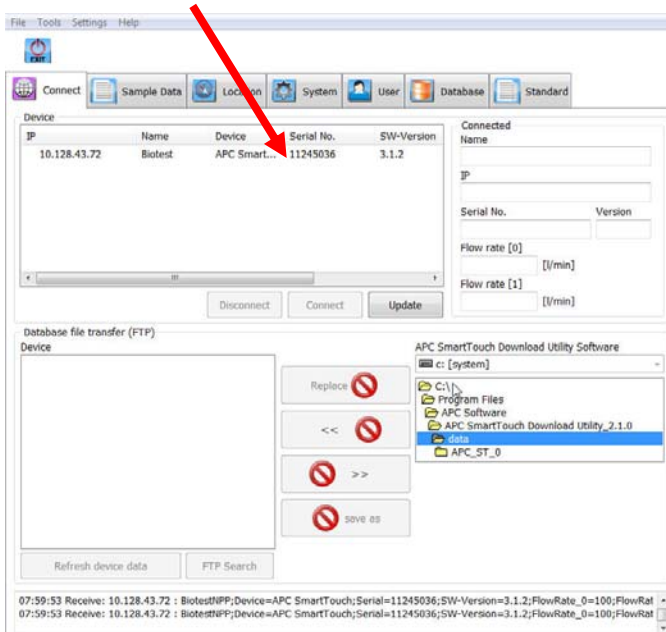 File Tools Settings Help
EXIT
Connect Sample Data Location System User Database Standard
Device
IP Name Device Serial No. SW-Version
10.128.43.72 Biotest APC Smart... 11245036 3.1.2
Connected
Name
IP
Serial No. Version
Flow rate [0]
[l/min]
Flow rate [1]
[l/min]
Disconnect Connect Update
Database file transfer (FTP)
Device
APC SmartTouch Download Utility Software
c: [system]
C:\
Program Files
APC Software
APC SmartTouch Download Utility_2.1.0
data
APC_ST_0
Replace
<<
>>
save as
Refresh device data FTP Search
07:59:53 Receive: 10.128.43.72 : BiotestNPP;Device=APC SmartTouch;Serial=11245036;SW-Version=3.1.2;FlowRate_0=100;FlowRat
07:59:53 Receive: 10.128.43.72 : BiotestNPP;Device=APC SmartTouch;Serial=11245036;SW-Version=3.1.2;FlowRate_0=100;FlowRat